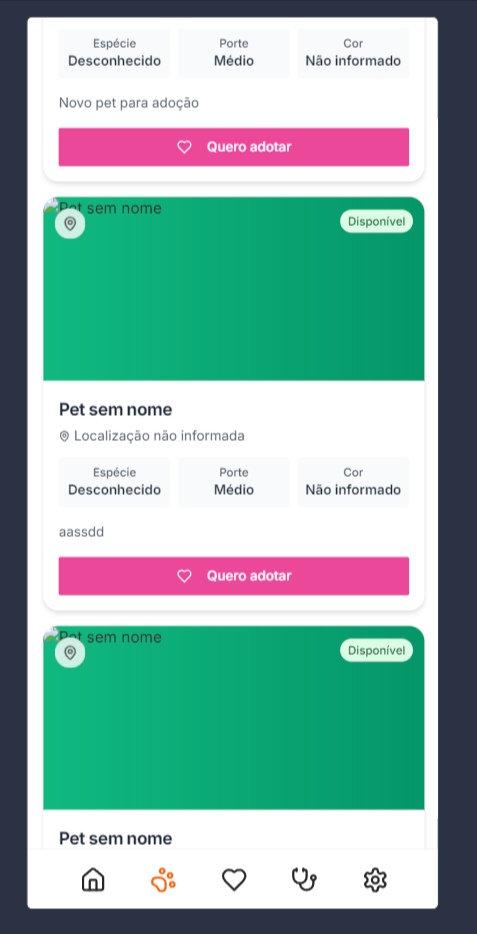 Espécie Porte Cor
Desconhecido Médio Não informado
Novo pet para adoção
Quero adotar
Pet sem nome
Disponível
Pet sem nome
Localização não informada
Espécie Porte Cor
Desconhecido Médio Não informado
aassdd
Quero adotar
Pet sem nome
Disponível
Pet sem nome